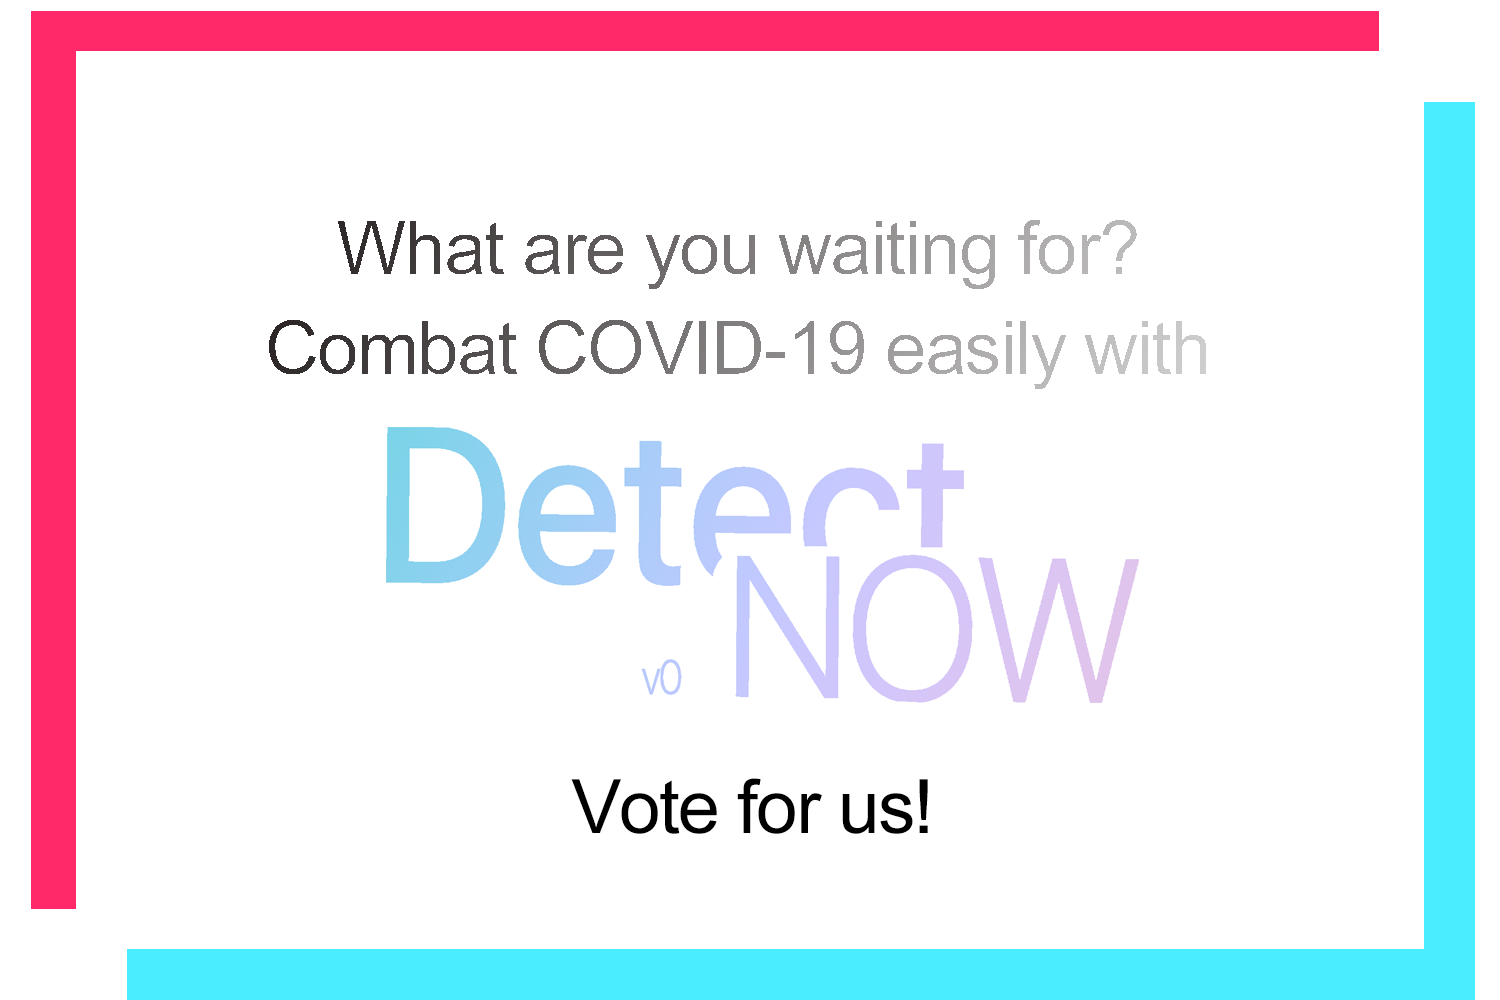 What are you waiting for?
Combat COVID-19 easily with
Detect
NOW
v0
Vote for us!